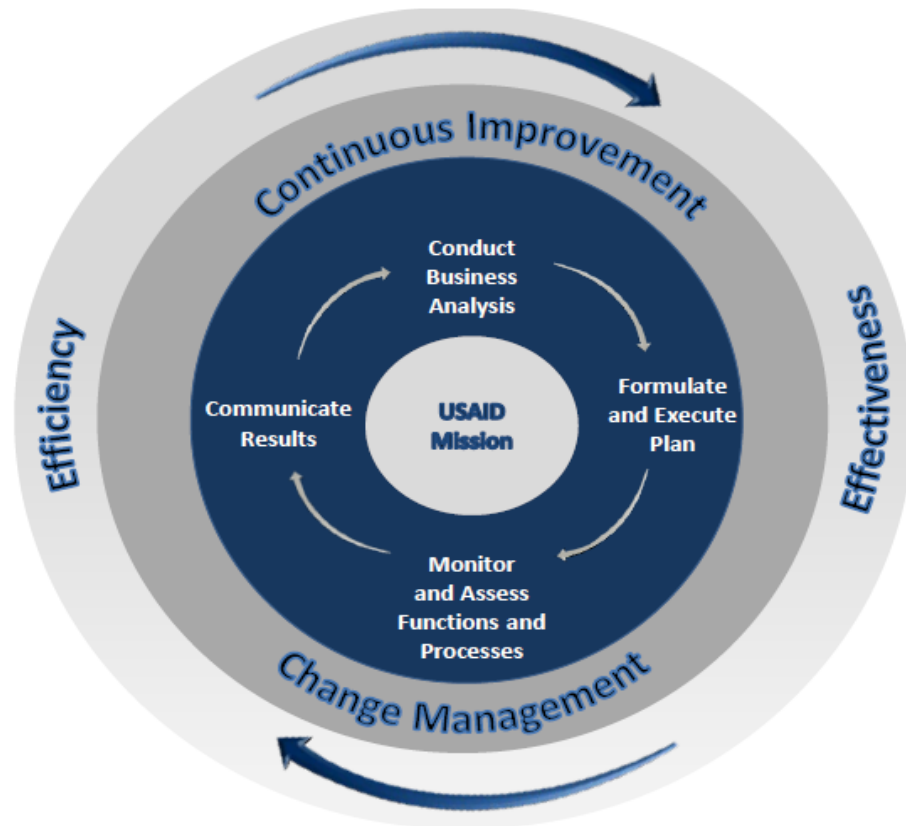 Continuous Improvement
Conduct
Business
Analysis
Efficiency
Communicate
Results
USAID
Mission
Formulate
and Execute
Plan
Effectiveness
Monitor
and Assess
Functions and
Processes
Change Management